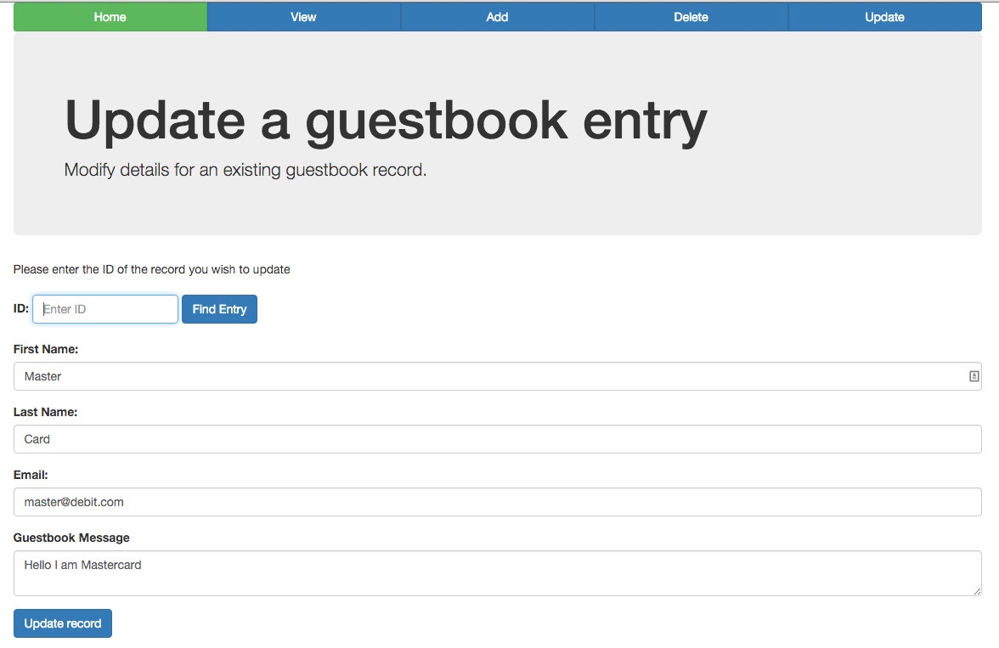 Home View Add Delete Update
Update a guestbook entry
Modify details for an existing guestbook record.
Please enter the ID of the record you wish to update
ID: Enter ID Find Entry
First Name:
Master
Last Name:
Card
Email:
master@debit.com
Guestbook Message
Hello I am Mastercard
Update record